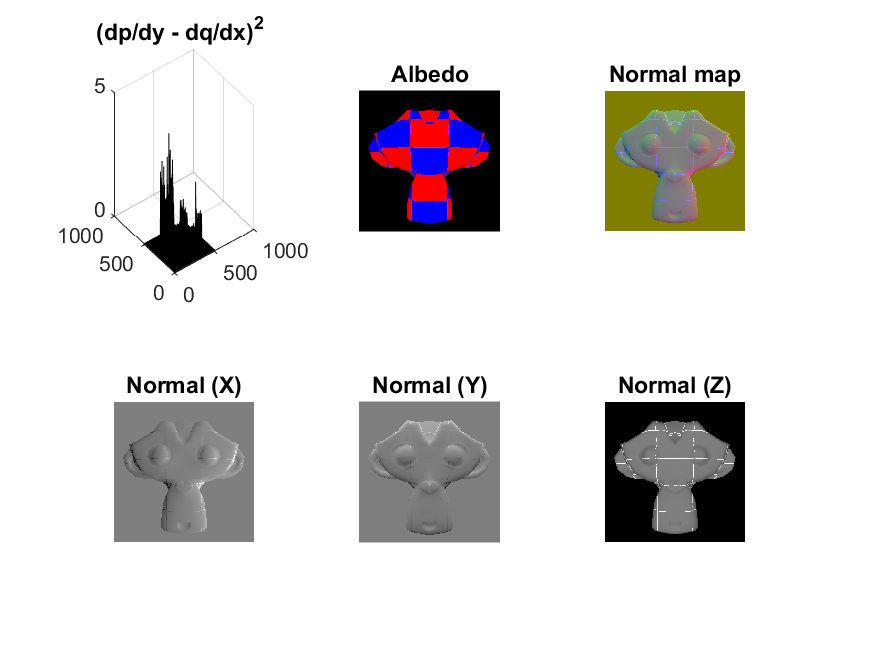 (dp/dy - dq/dx)²
5
0
1000
500
0
0
500
1000
Albedo
Normal map
Normal (X)
Normal (Y)
Normal (Z)